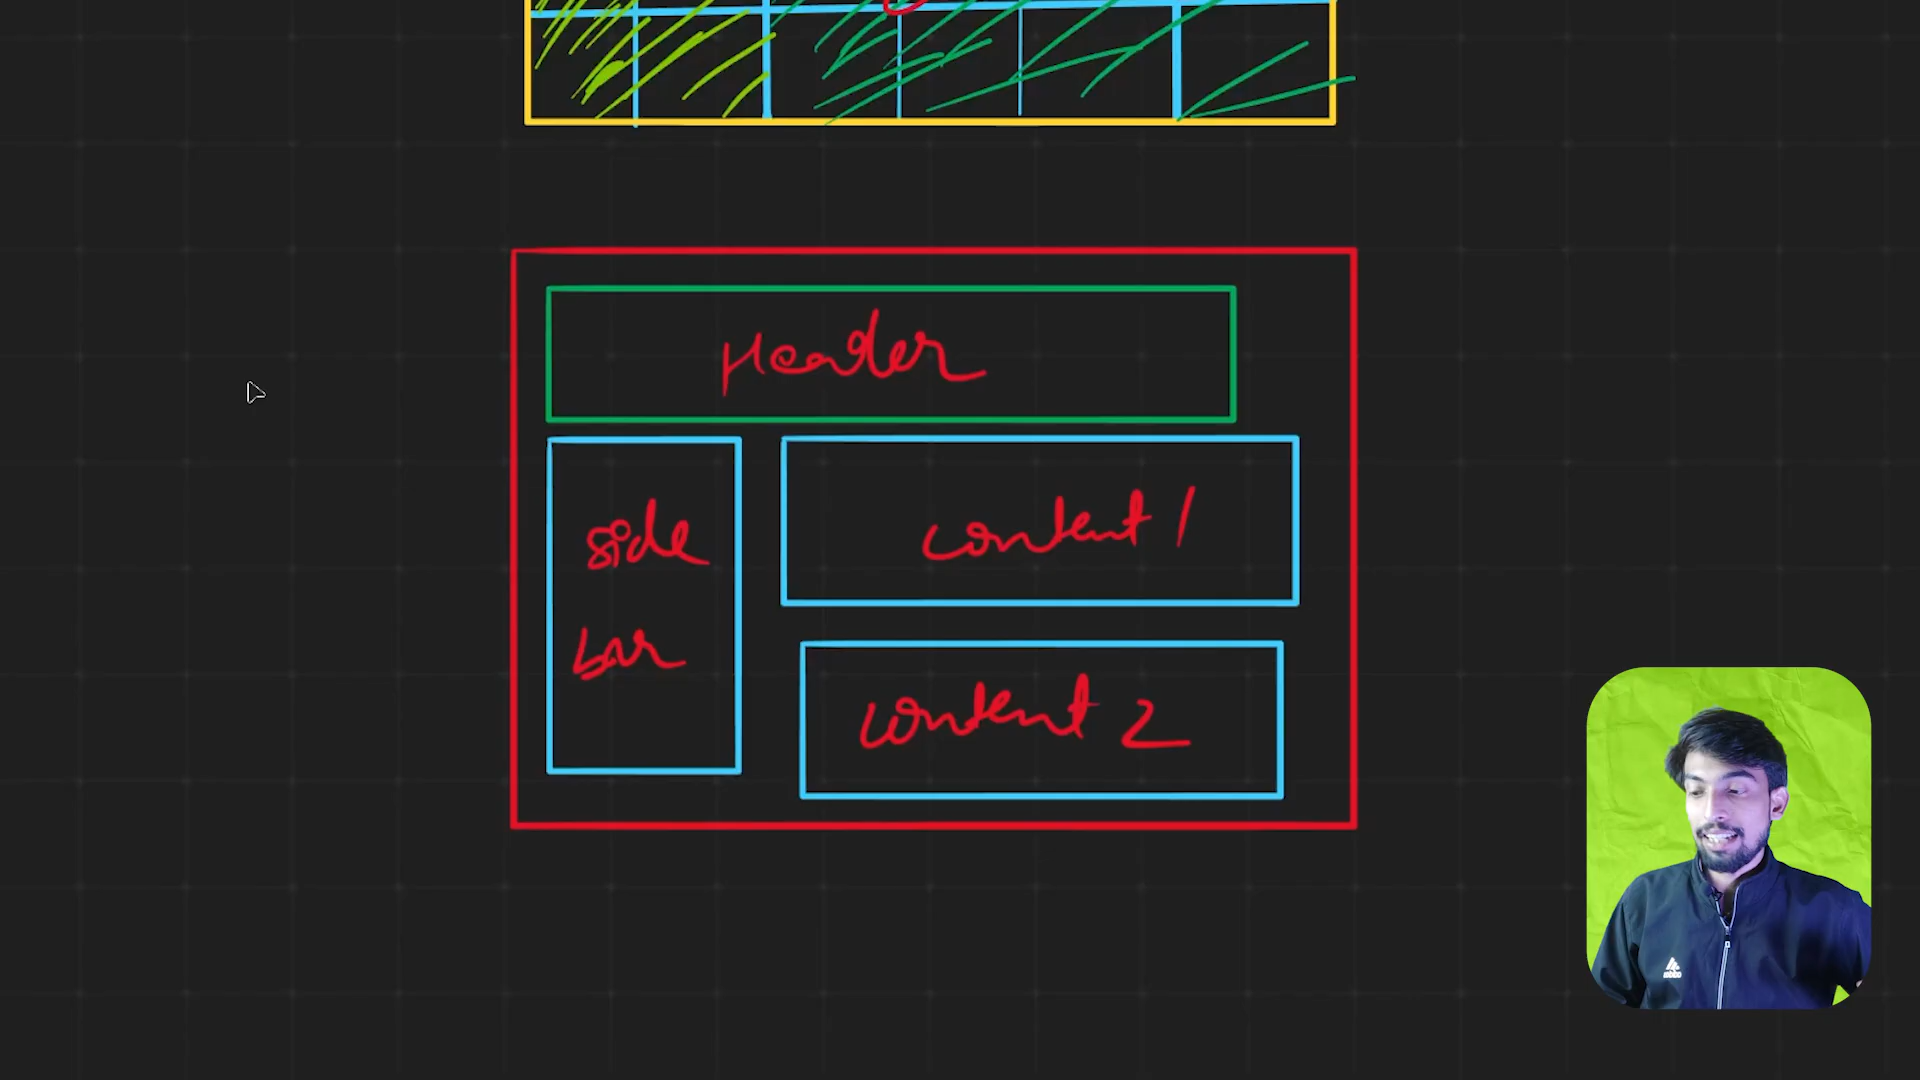 Header
side
bar
content 1
content 2